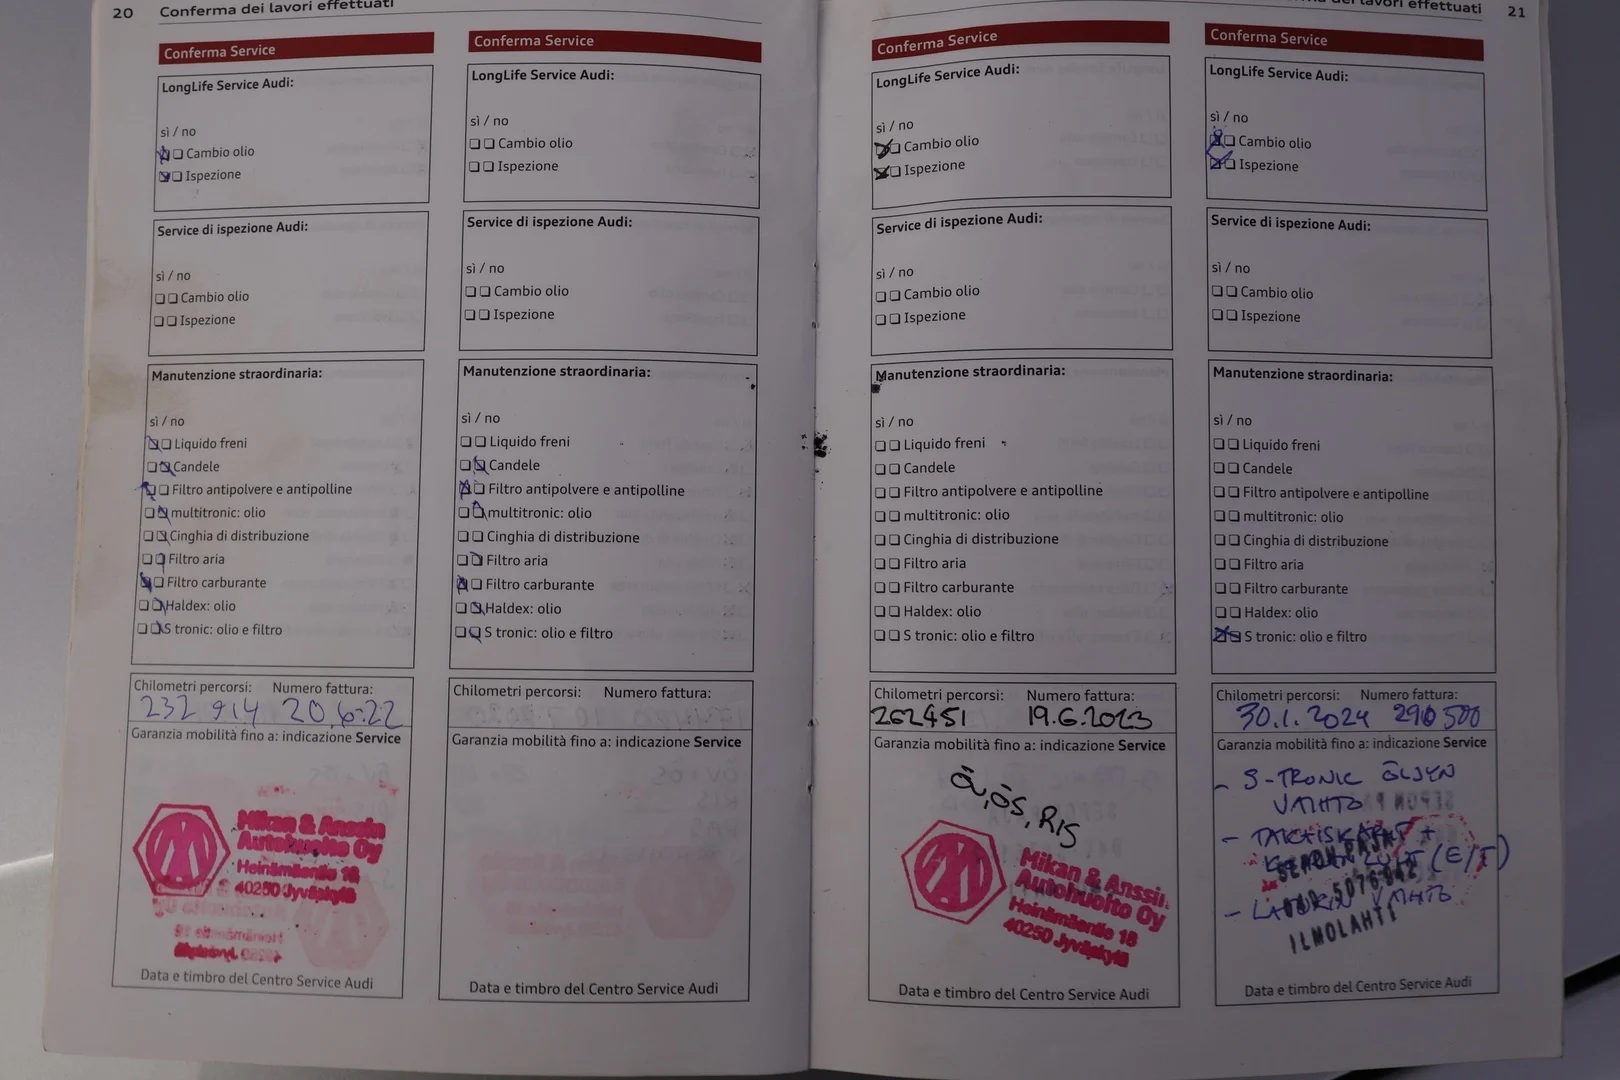 20 Conferma dei lavori effettuati
Conferma Service
LongLife Service Audi:
sì / no
Cambio olio
Ispezione
Service di ispezione Audi:
sì / no
Cambio olio
Ispezione
Manutenzione straordinaria:
sì / no
Liquido freni
Candele
Filtro antipolvere e antipolline
multitronic: olio
Cinghia di distribuzione
Filtro aria
Filtro carburante
Haldex: olio
S tronic: olio e filtro
Chilometri percorsi: Numero fattura:
232 914 20.6.22
Garanzia mobilità fino a: indicazione Service
Mikan & Anssin
Autohuolto Oy
Heinämäentie 18
40250 Jyväskylä
Data e timbro del Centro Service Audi
Conferma Service
LongLife Service Audi:
sì / no
Cambio olio
Ispezione
Service di ispezione Audi:
sì / no
Cambio olio
Ispezione
Manutenzione straordinaria:
sì / no
Liquido freni
Candele
Filtro antipolvere e antipolline
multitronic: olio
Cinghia di distribuzione
Filtro aria
Filtro carburante
Haldex: olio
S tronic: olio e filtro
Chilometri percorsi: Numero fattura:
Garanzia mobilità fino a: indicazione Service
Data e timbro del Centro Service Audi
lavori effettuati 21
Conferma Service
LongLife Service Audi:
sì / no
Cambio olio
Ispezione
Service di ispezione Audi:
sì / no
Cambio olio
Ispezione
Manutenzione straordinaria:
sì / no
Liquido freni
Candele
Filtro antipolvere e antipolline
multitronic: olio
Cinghia di distribuzione
Filtro aria
Filtro carburante
Haldex: olio
S tronic: olio e filtro
Chilometri percorsi: Numero fattura:
262451 19.6.2023
Garanzia mobilità fino a: indicazione Service
öv, ös, RIS
Mikan & Anssin
Autohuolto Oy
Heinämäentie 18
40250 Jyväskylä
Data e timbro del Centro Service Audi
Conferma Service
LongLife Service Audi:
sì / no
Cambio olio
Ispezione
Service di ispezione Audi:
sì / no
Cambio olio
Ispezione
Manutenzione straordinaria:
sì / no
Liquido freni
Candele
Filtro antipolvere e antipolline
multitronic: olio
Cinghia di distribuzione
Filtro aria
Filtro carburante
Haldex: olio
S tronic: olio e filtro
Chilometri percorsi: Numero fattura:
30.1.2024 290 500
Garanzia mobilità fino a: indicazione Service
- S-TRONIC ÖLJYN
VAIHTO
(E/T)
VAIHTO
ILMOLAHTI
Data e timbro del Centro Service Audi